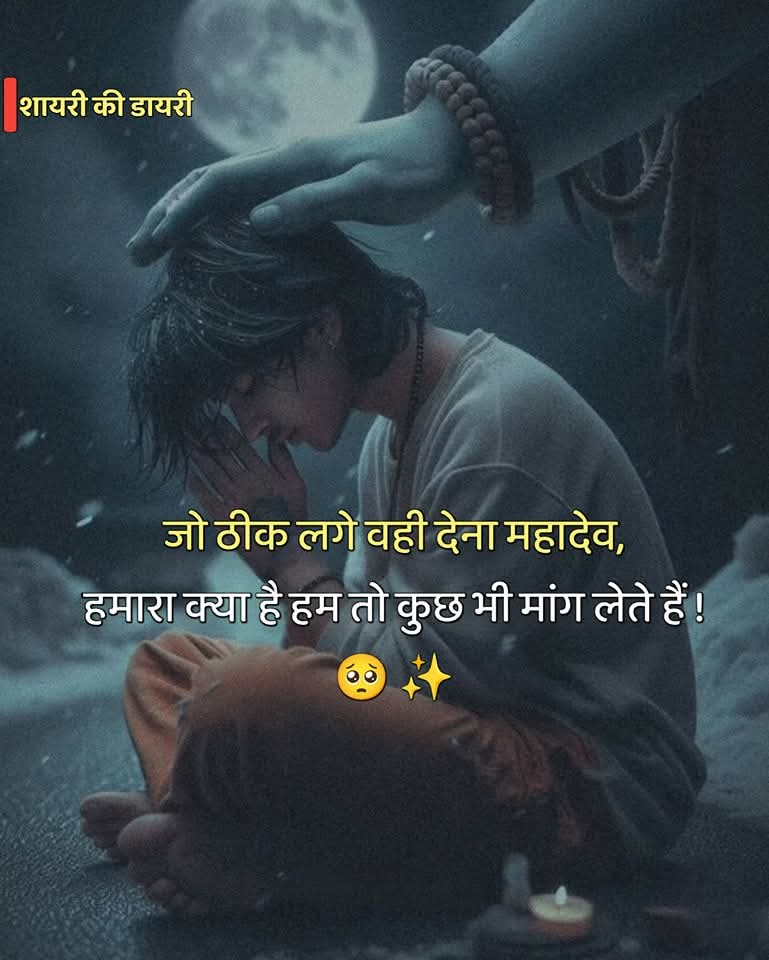 शायरी की डायरी
जो ठीक लगे वही देना महादेव,
हमारा क्या है हम तो कुछ भी मांग लेते हैं !
🥺 ✨